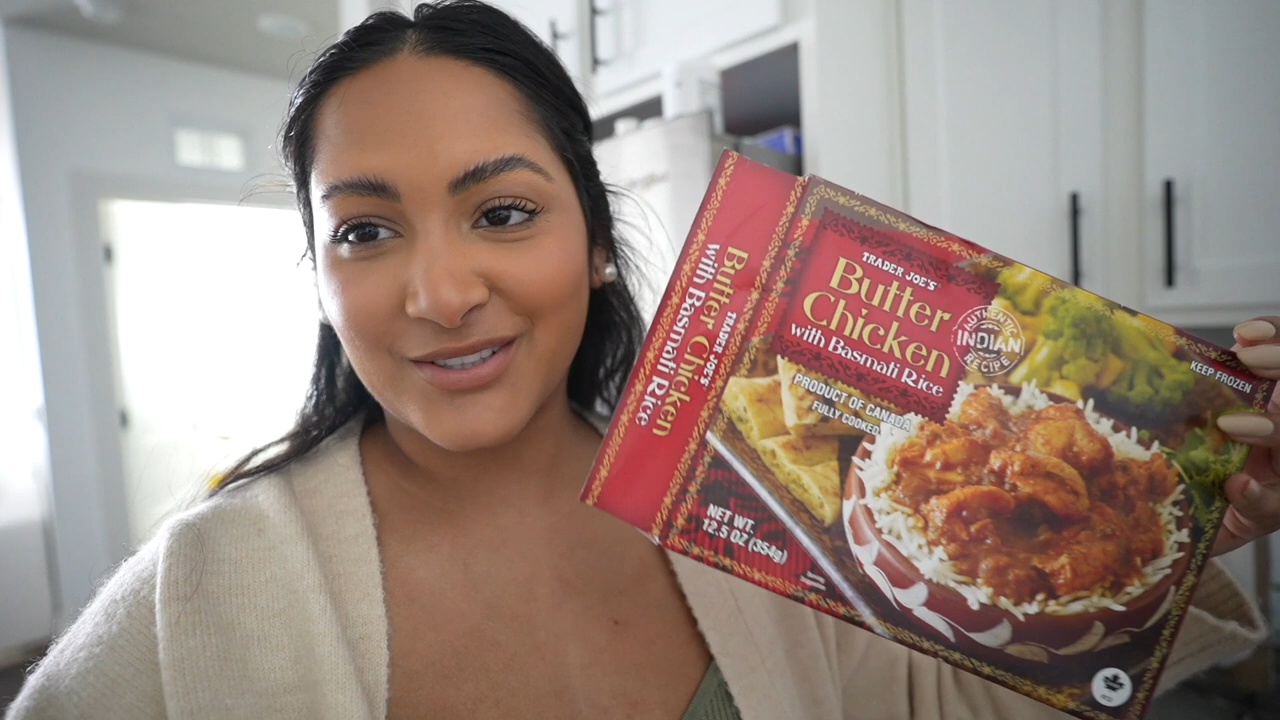 TRADER JOE'S
Butter Chicken
with Basmati Rice
TRADER JOE'S
Butter
Chicken
with Basmati Rice
AUTHENTIC
INDIAN
RECIPE
PRODUCT OF CANADA
FULLY COOKED
KEEP FROZEN
NET WT.
12.5 OZ (354g)